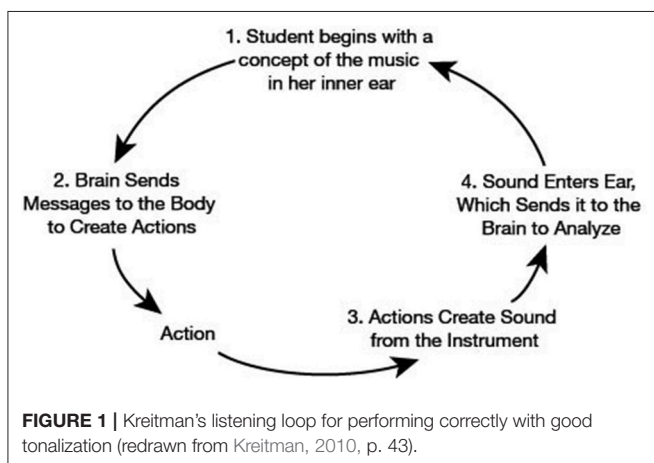 1. Student begins with a
concept of the music
in her inner ear
2. Brain Sends
Messages to the Body
to Create Actions
Action
3. Actions Create Sound
from the Instrument
4. Sound Enters Ear,
Which Sends it to the
Brain to Analyze
FIGURE 1 | Kreitman's listening loop for performing correctly with good
tonalization (redrawn from Kreitman, 2010, p. 43).